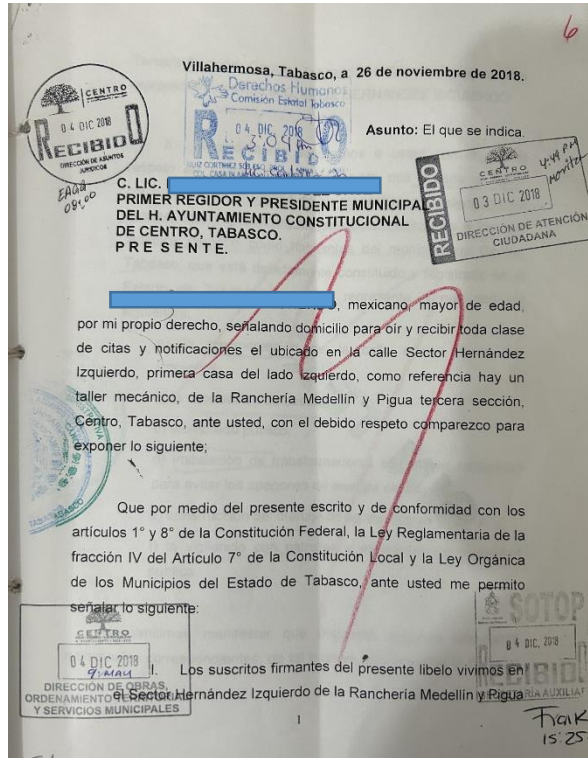 6
Villahermosa, Tabasco, a 26 de noviembre de 2018.
CENTRO
04 DIC 2018
RECIBIDO
DIRECCIÓN DE ASUNTOS
JURIDICOS
Derechos Humanos
Comisión Estatal Tabasco
04 DIC. 2018
RECIBIDO
Asunto: El que se indica.
RECIBIDO
CENTRO
03 DIC 2018
4:49 pm
DIRECCIÓN DE ATENCIÓN
CIUDADANA
C. LIC.
PRIMER REGIDOR Y PRESIDENTE MUNICIPAL
DEL H. AYUNTAMIENTO CONSTITUCIONAL
DE CENTRO, TABASCO.
P R E S E N T E.
, mexicano, mayor de edad,
por mi propio derecho, señalando domicilio para oír y recibir toda clase
de citas y notificaciones el ubicado en la calle Sector Hernández
Izquierdo, primera casa del lado izquierdo, como referencia hay un
taller mecánico, de la Ranchería Medellín y Pigua tercera sección,
Centro, Tabasco, ante usted, con el debido respeto comparezco para
exponer lo siguiente;
Que por medio del presente escrito y de conformidad con los
artículos 1° y 8° de la Constitución Federal, la Ley Reglamentaria de la
fracción IV del Artículo 7° de la Constitución Local y la Ley Orgánica
de los Municipios del Estado de Tabasco, ante usted me permito
señalar lo siguiente:
CENTRO
04 DIC 2018
DIRECCIÓN DE OBRAS,
ORDENAMIENTO TERRITORIAL
Y SERVICIOS MUNICIPALES
SOTOP
04 DIC. 2018
RECIBIDO
I. Los suscritos firmantes del presente libelo vivimos en
el Sector Hernández Izquierdo de la Ranchería Medellín y Pigua
1
15:25